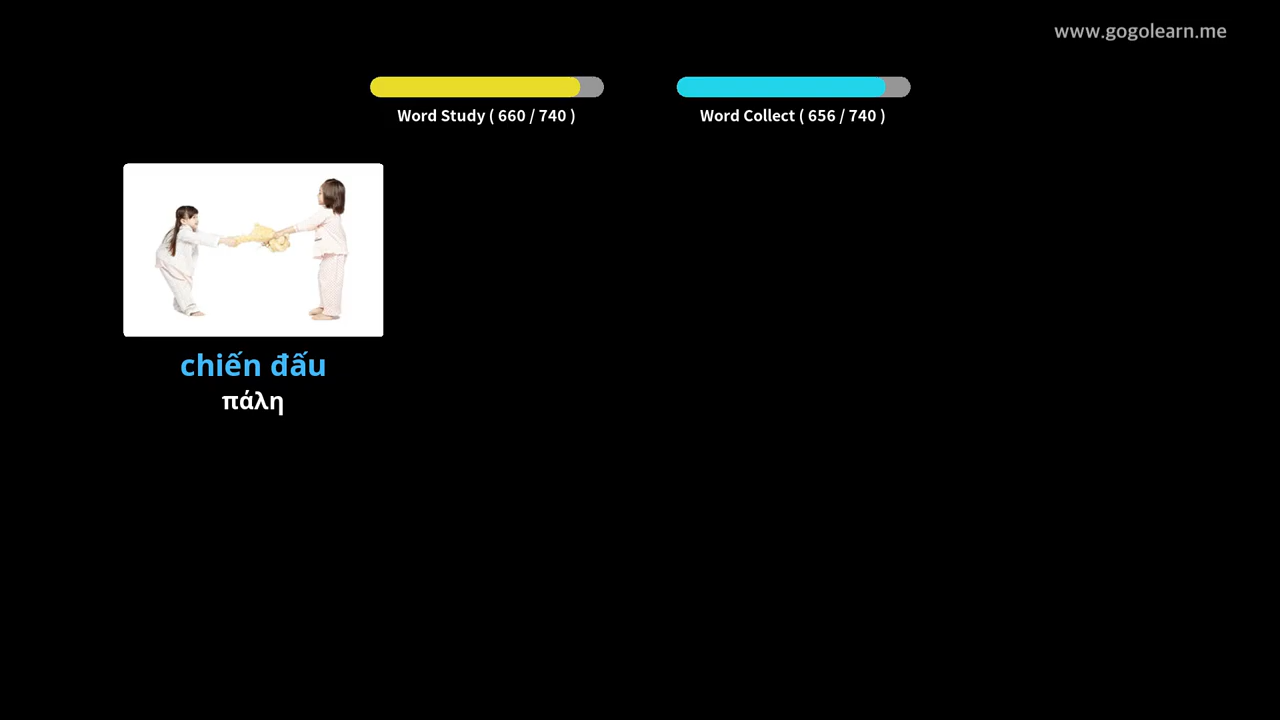 www.gogolearn.me
Word Study ( 660 / 740 )
Word Collect ( 656 / 740 )
chiến đấu
πάλη